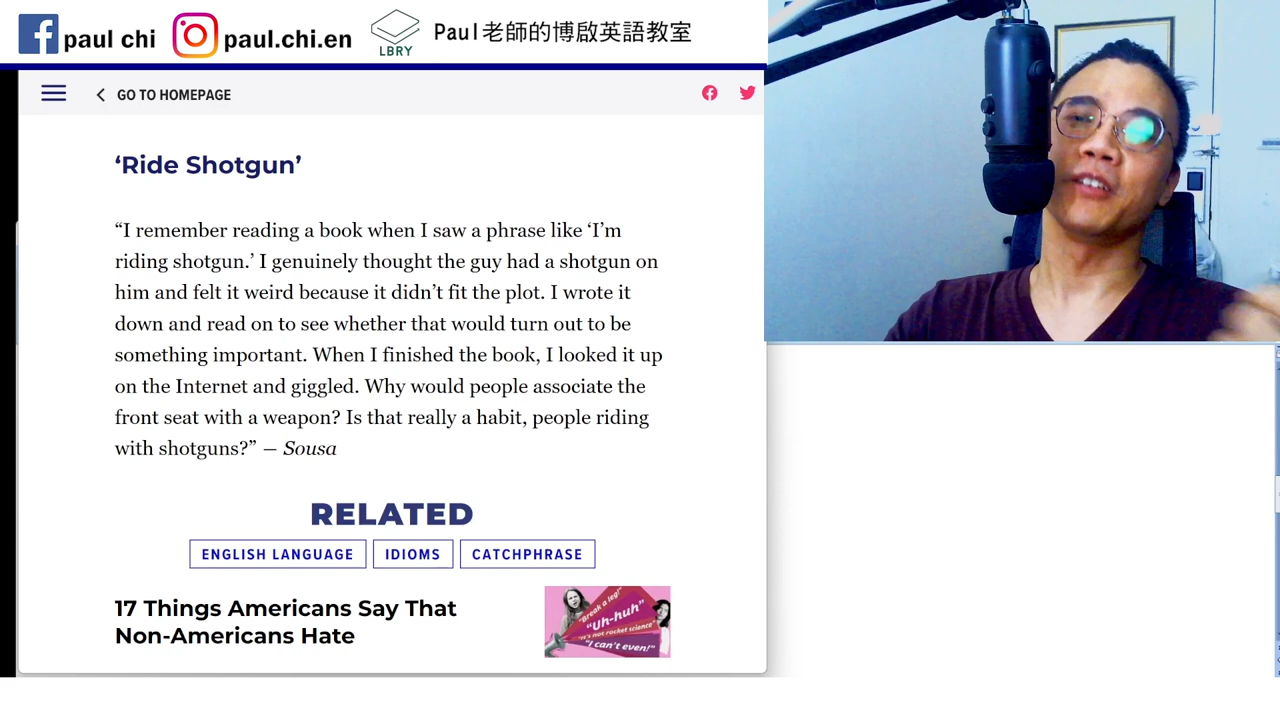 paul chi
paul.chi.en
LBRY
Paul老師的博啟英語教室
GO TO HOMEPAGE
‘Ride Shotgun’
“I remember reading a book when I saw a phrase like ‘I’m
riding shotgun.’ I genuinely thought the guy had a shotgun on
him and felt it weird because it didn’t fit the plot. I wrote it
down and read on to see whether that would turn out to be
something important. When I finished the book, I looked it up
on the Internet and giggled. Why would people associate the
front seat with a weapon? Is that really a habit, people riding
with shotguns?” — Sousa
RELATED
ENGLISH LANGUAGE
IDIOMS
CATCHPHRASE
17 Things Americans Say That
Non-Americans Hate
"Break a leg!"
"Uh-huh"
"It's not rocket science"
"I can't even!"